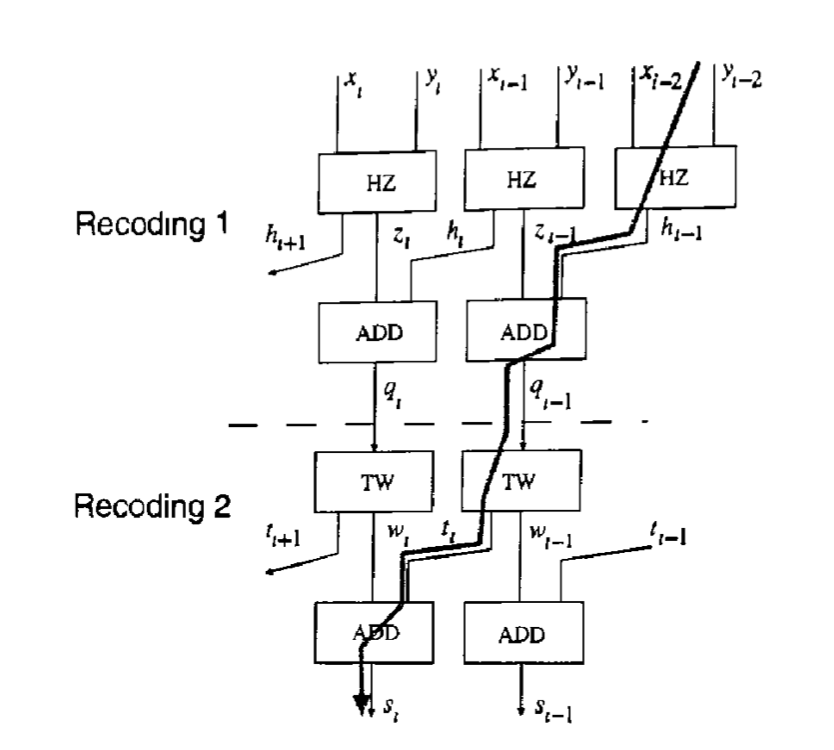 x_i y_i x_{i-1} y_{i-1} x_{i-2} y_{i-2}
HZ HZ HZ
Recoding 1
h_{i+1} z_i h_i z_{i-1} h_{i-1}
ADD ADD
q_i q_{i-1}
TW TW
Recoding 2
t_{i+1} w_i t_i w_{i-1} t_{i-1}
ADD ADD
s_i s_{i-1}